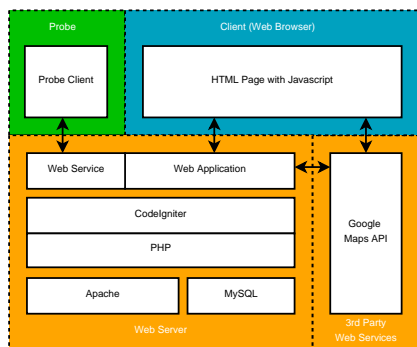 Probe
Client (Web Browser)
Probe Client
HTML Page with Javascript
Web Service
Web Application
CodeIgniter
PHP
Apache
MySQL
Google
Maps API
Web Server
3rd Party
Web Services